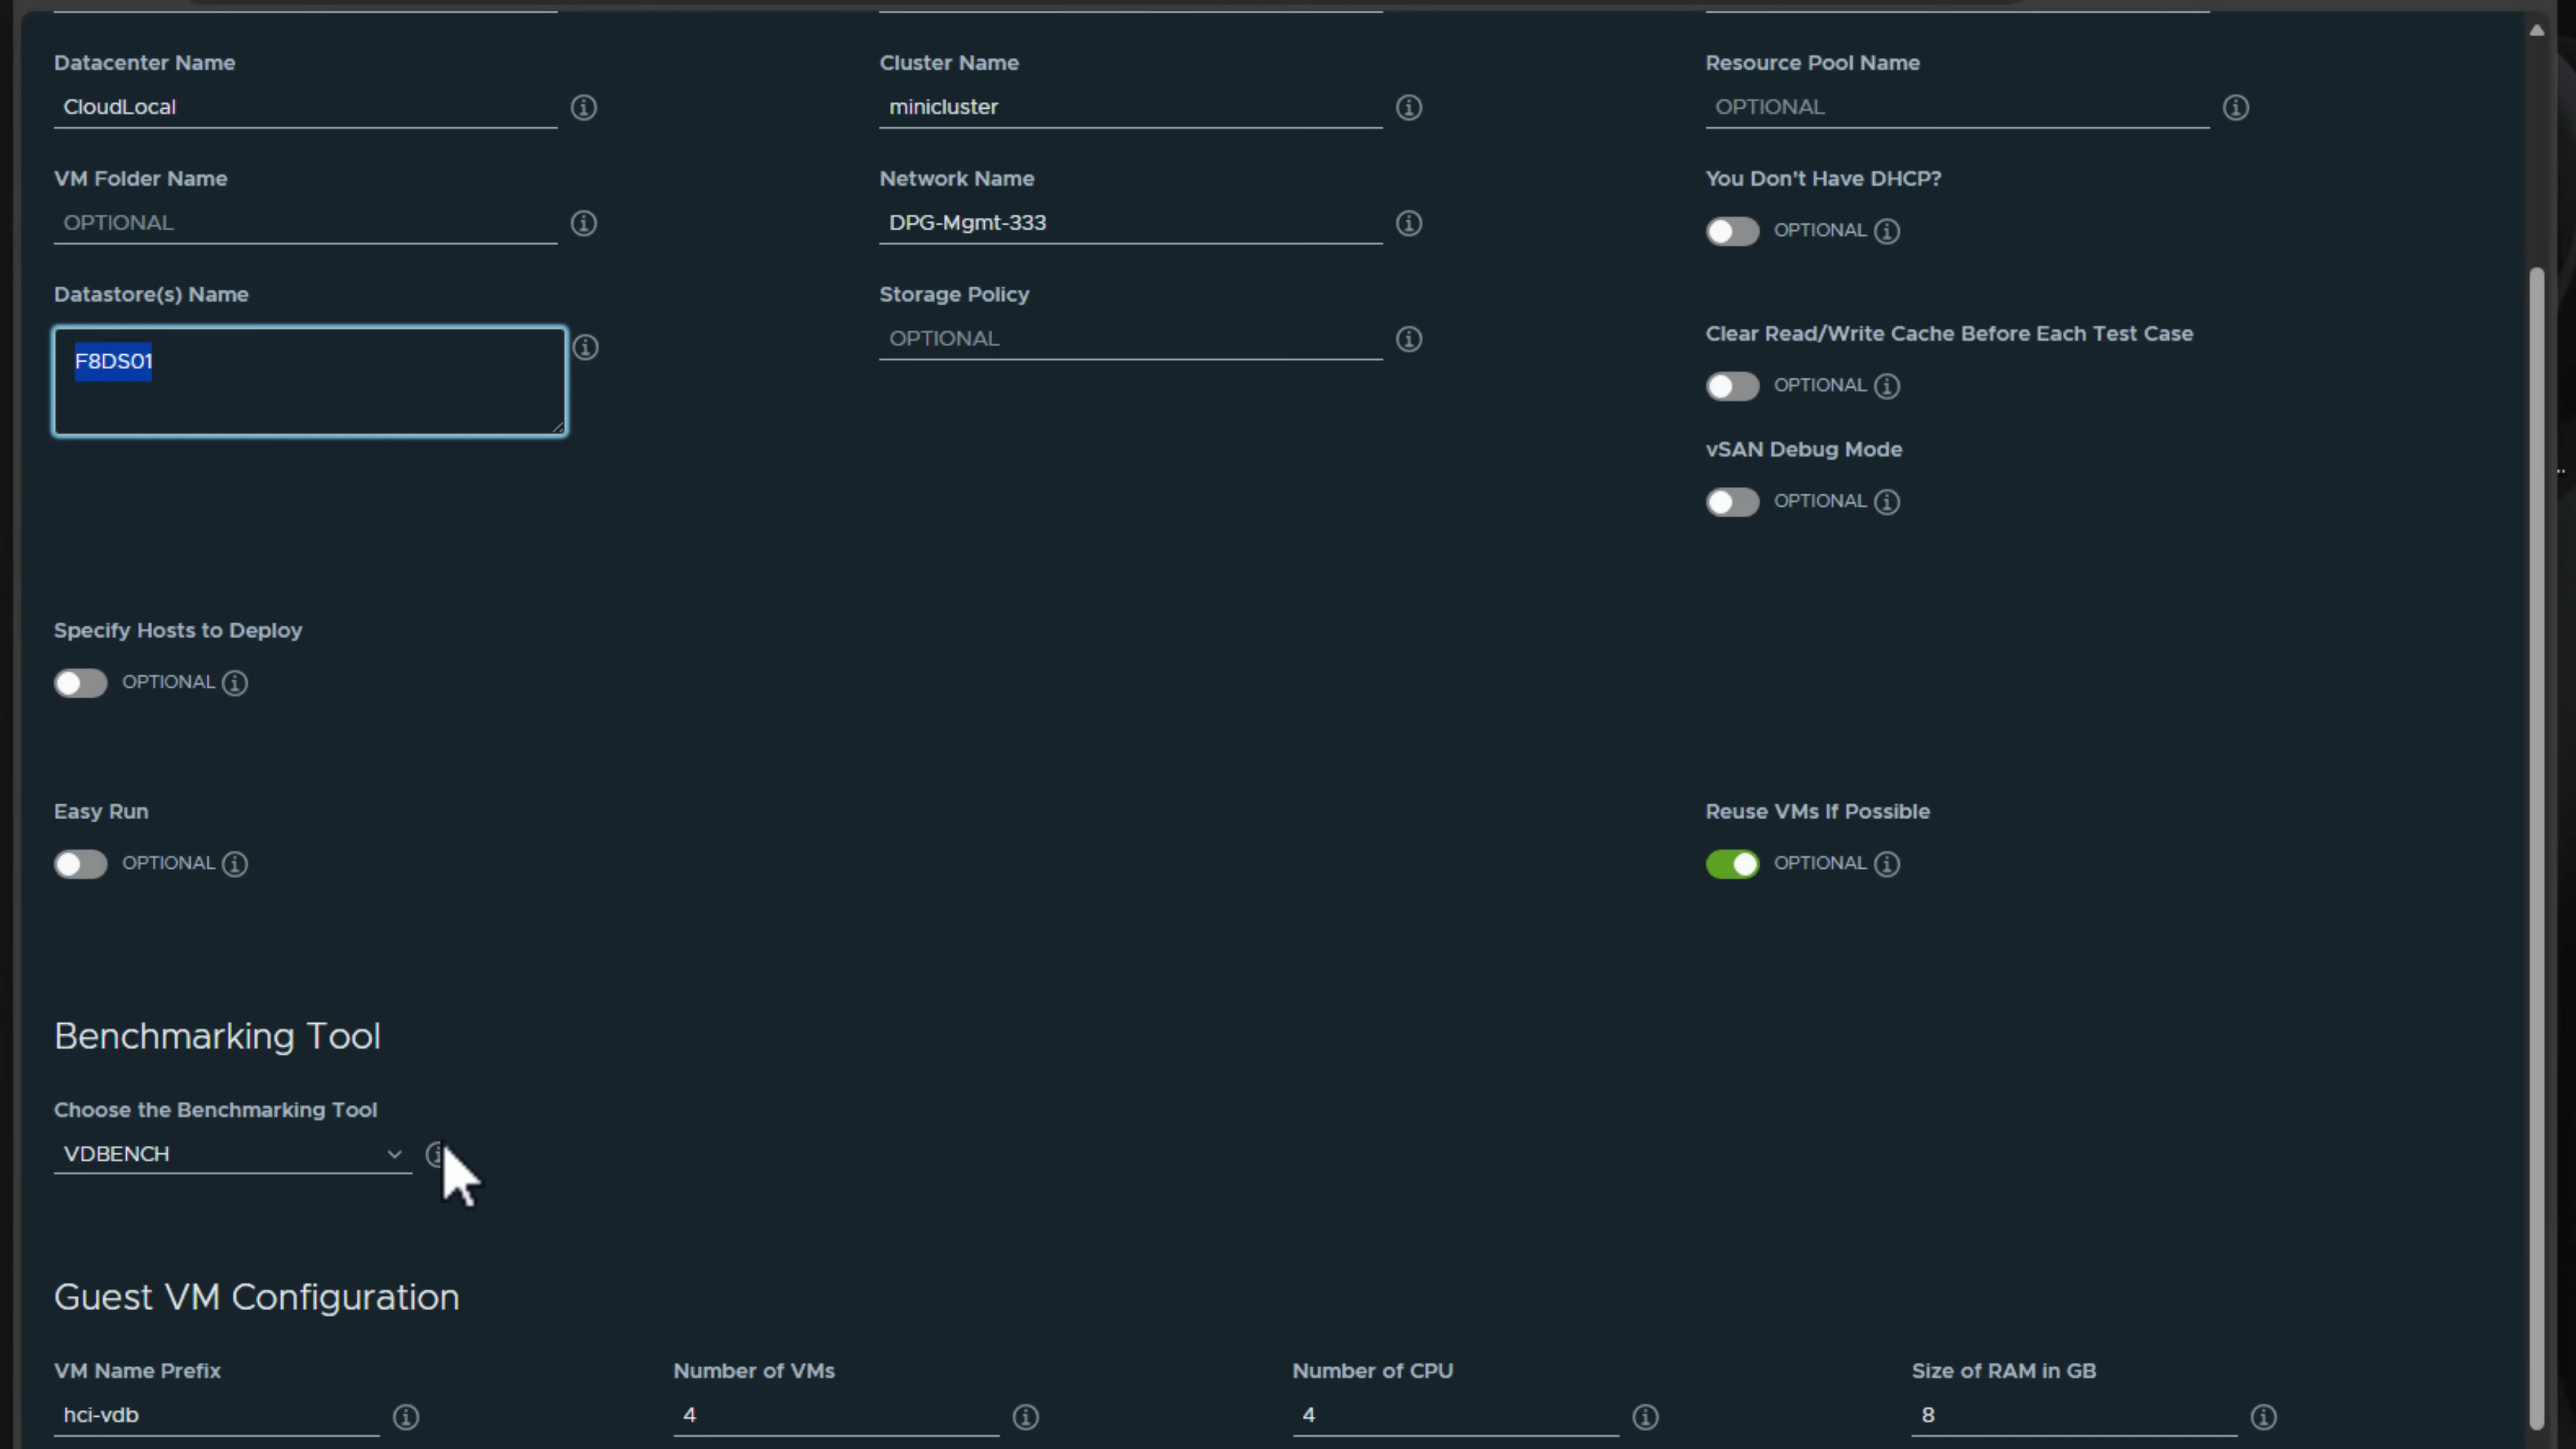 Datacenter Name
Cluster Name
Resource Pool Name
CloudLocal
minicluster
OPTIONAL
VM Folder Name
Network Name
You Don't Have DHCP?
OPTIONAL
DPG-Mgmt-333
OPTIONAL
Datastore(s) Name
Storage Policy
F8DS01
OPTIONAL
Clear Read/Write Cache Before Each Test Case
OPTIONAL
vSAN Debug Mode
OPTIONAL
Specify Hosts to Deploy
OPTIONAL
Easy Run
Reuse VMs If Possible
OPTIONAL
OPTIONAL
Benchmarking Tool
Choose the Benchmarking Tool
VDBENCH
Guest VM Configuration
VM Name Prefix
Number of VMs
Number of CPU
Size of RAM in GB
hci-vdb
4
4
8